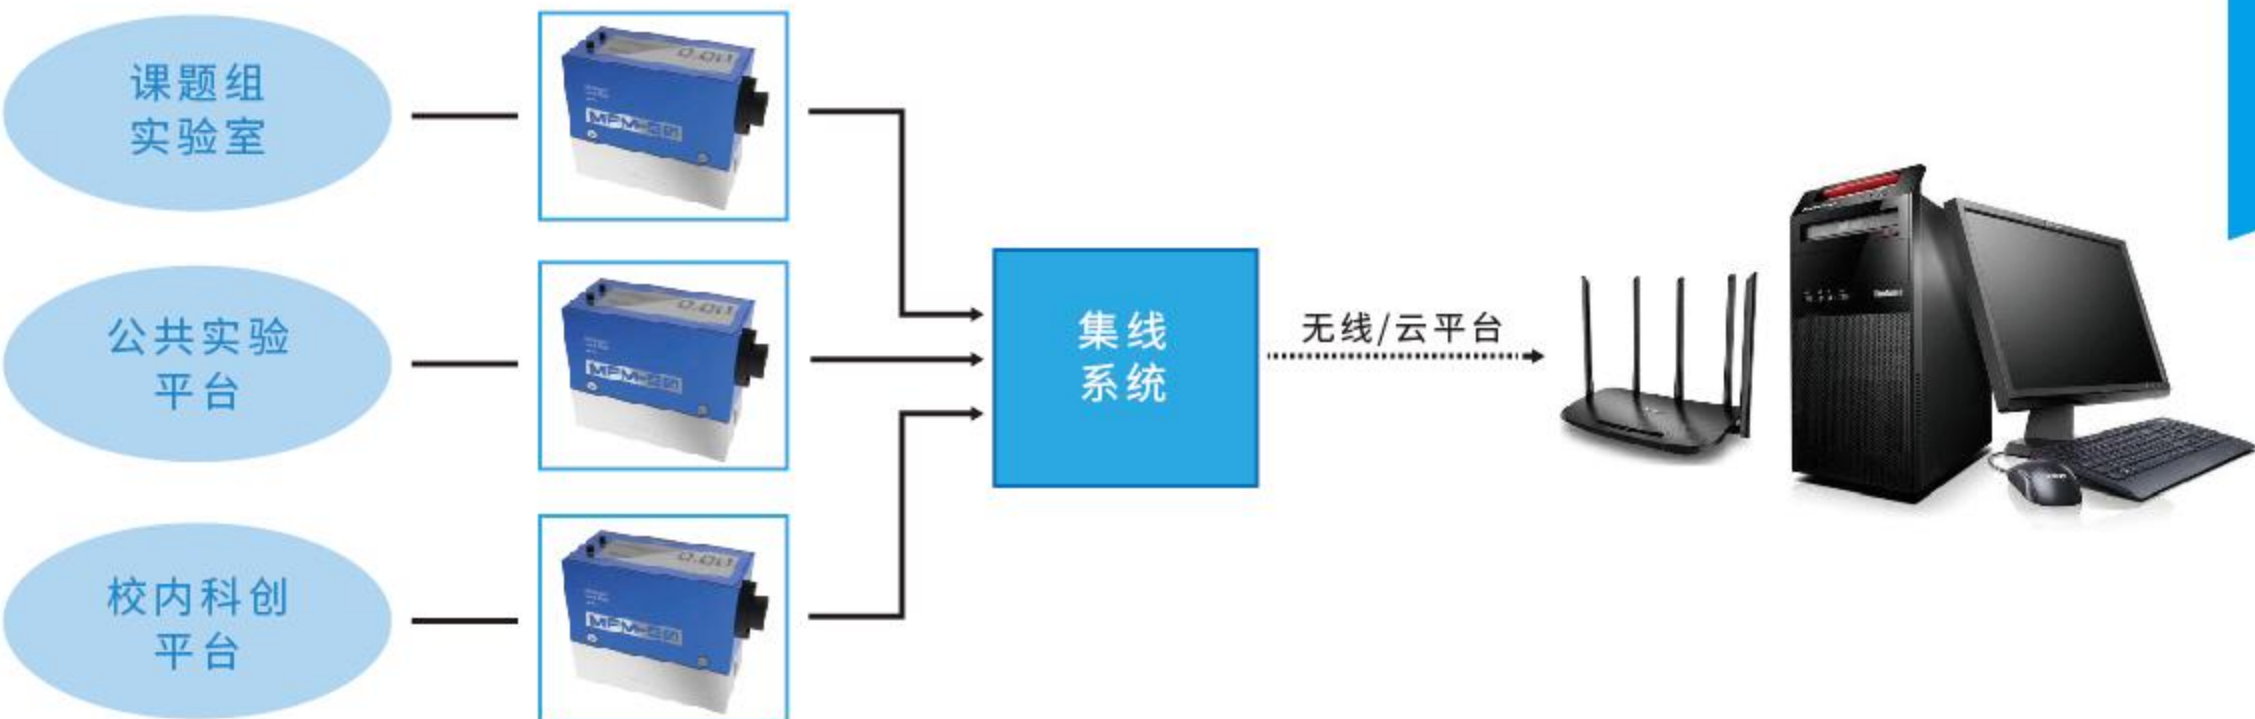 课题组
实验室
公共实验
平台
校内科创
平台
集线
系统
无线/云平台